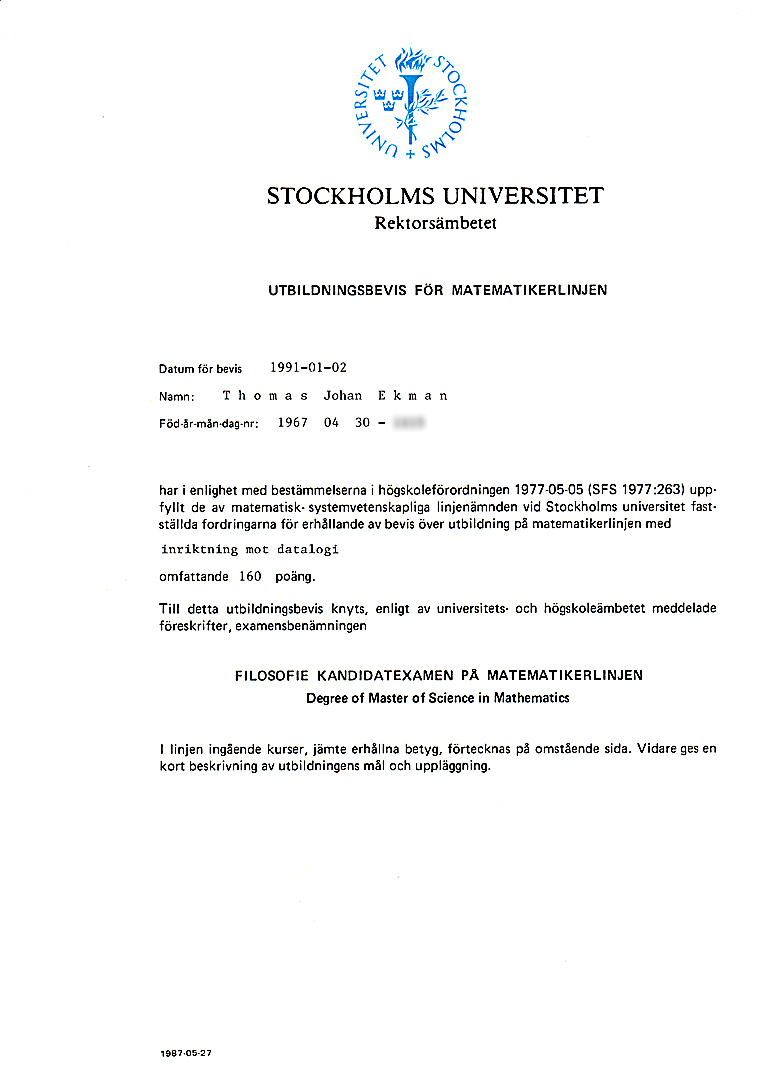 UNIVERSITET STOCKHOLMS +
STOCKHOLMS UNIVERSITET
Rektorsämbetet
UTBILDNINGSBEVIS FÖR MATEMATIKERLINJEN
Datum för bevis 1991-01-02
Namn: Thomas Johan Ekman
Föd-år-mån-dag-nr: 1967 04 30 -
har i enlighet med bestämmelserna i högskoleförordningen 1977-05-05 (SFS 1977:263) upp-
fyllt de av matematisk- systemvetenskapliga linjenämnden vid Stockholms universitet fast-
ställda fordringarna för erhållande av bevis över utbildning på matematikerlinjen med
inriktning mot datalogi
omfattande 160 poäng.
Till detta utbildningsbevis knyts, enligt av universitets- och högskoleämbetet meddelade
föreskrifter, examensbenämningen
FILOSOFIE KANDIDATEXAMEN PÅ MATEMATIKERLINJEN
Degree of Master of Science in Mathematics
I linjen ingående kurser, jämte erhållna betyg, förtecknas på omstående sida. Vidare ges en
kort beskrivning av utbildningens mål och uppläggning.
1987-05-27